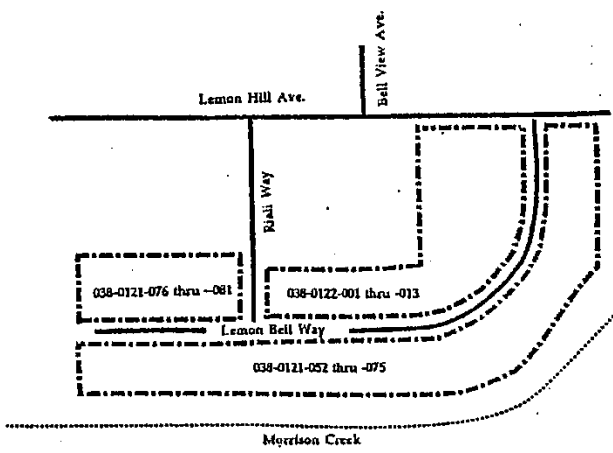 Bell View Ave.
Lemon Hill Ave.
Riali Way
038-0121-076 thru -081
038-0122-001 thru -013
Lemon Bell Way
038-0121-052 thru -075
Morrison Creek